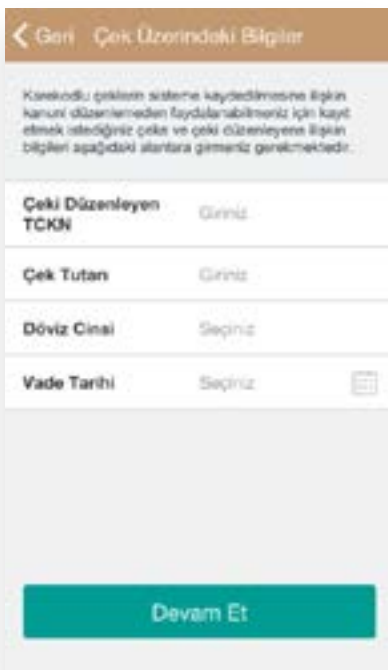 Geri Çek Üzerindeki Bilgiler
Karekodlu çeklerin sisteme kaydedilmesine ilişkin
kanuni düzenlemeden faydalanabilmeniz için kayıt
etmek istediğiniz çeke ve çeki düzenleyene ilişkin
bilgileri aşağıdaki alanlara girmeniz gerekmektedir.
Çeki Düzenleyen
TCKN
Giriniz
Çek Tutarı Giriniz
Döviz Cinsi Seçiniz
Vade Tarihi Seçiniz
Devam Et